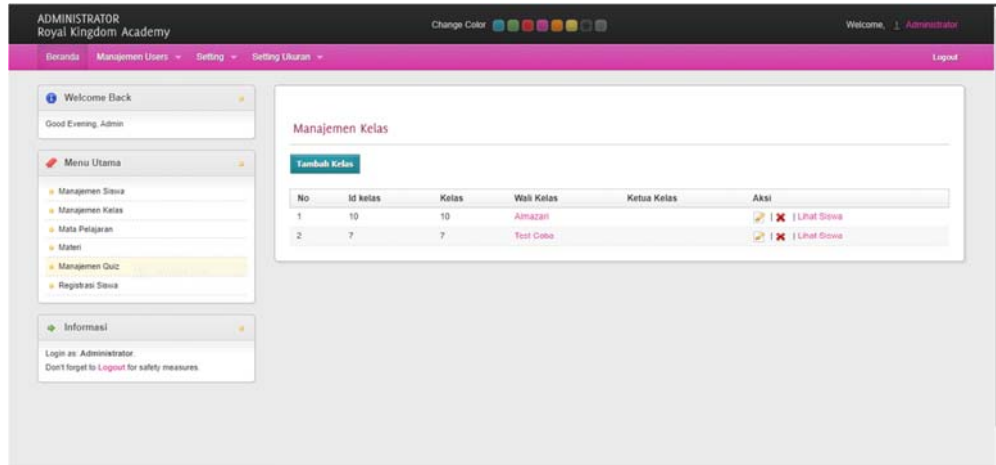 ADMINISTRATOR
Royal Kingdom Academy
Change Color
Welcome, Administrator
Beranda Manajemen Users Setting Setting Ukuran Logout
Welcome Back
Good Evening, Admin
Menu Utama
Manajemen Siswa
Manajemen Kelas
Mata Pelajaran
Materi
Manajemen Quiz
Registrasi Siswa
Informasi
Login as Administrator.
Don't forget to Logout for safety measures.
Manajemen Kelas
Tambah Kelas
No Id kelas Kelas Wali Kelas Ketua Kelas Aksi
1 10 10 Almazari | | Lihat Siswa
2 7 7 Test Coba | | Lihat Siswa